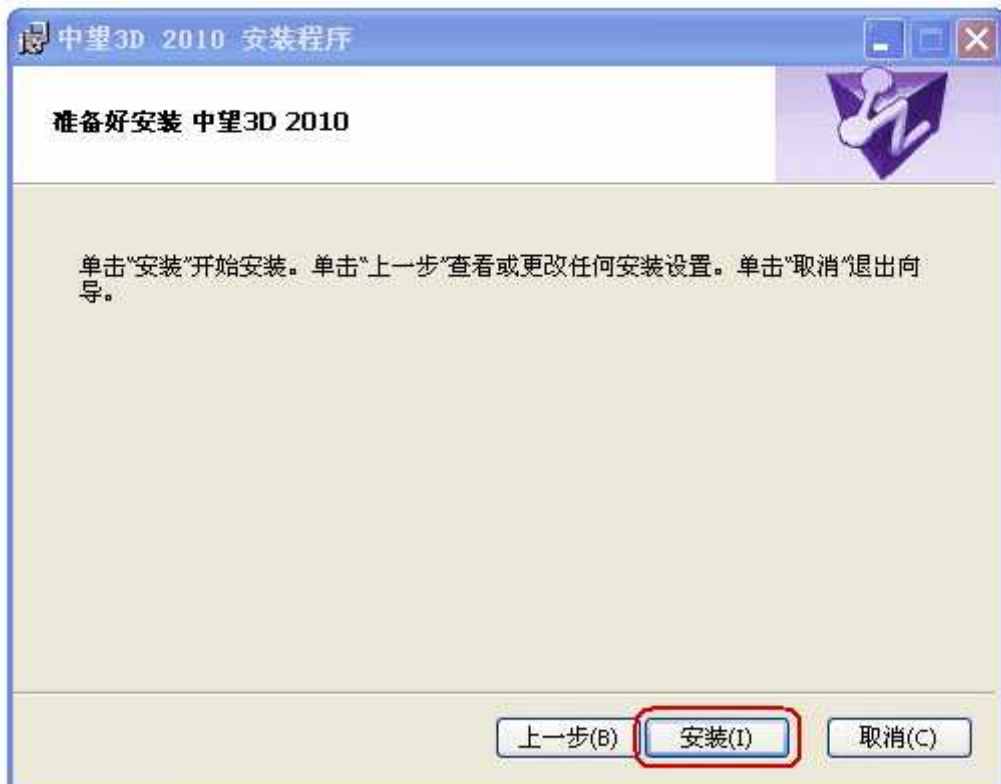 中望3D 2010 安装程序
准备好安装 中望3D 2010
单击“安装”开始安装。单击“上一步”查看或更改任何安装设置。单击“取消”退出向
导。
上一步(B) 安装(I) 取消(C)